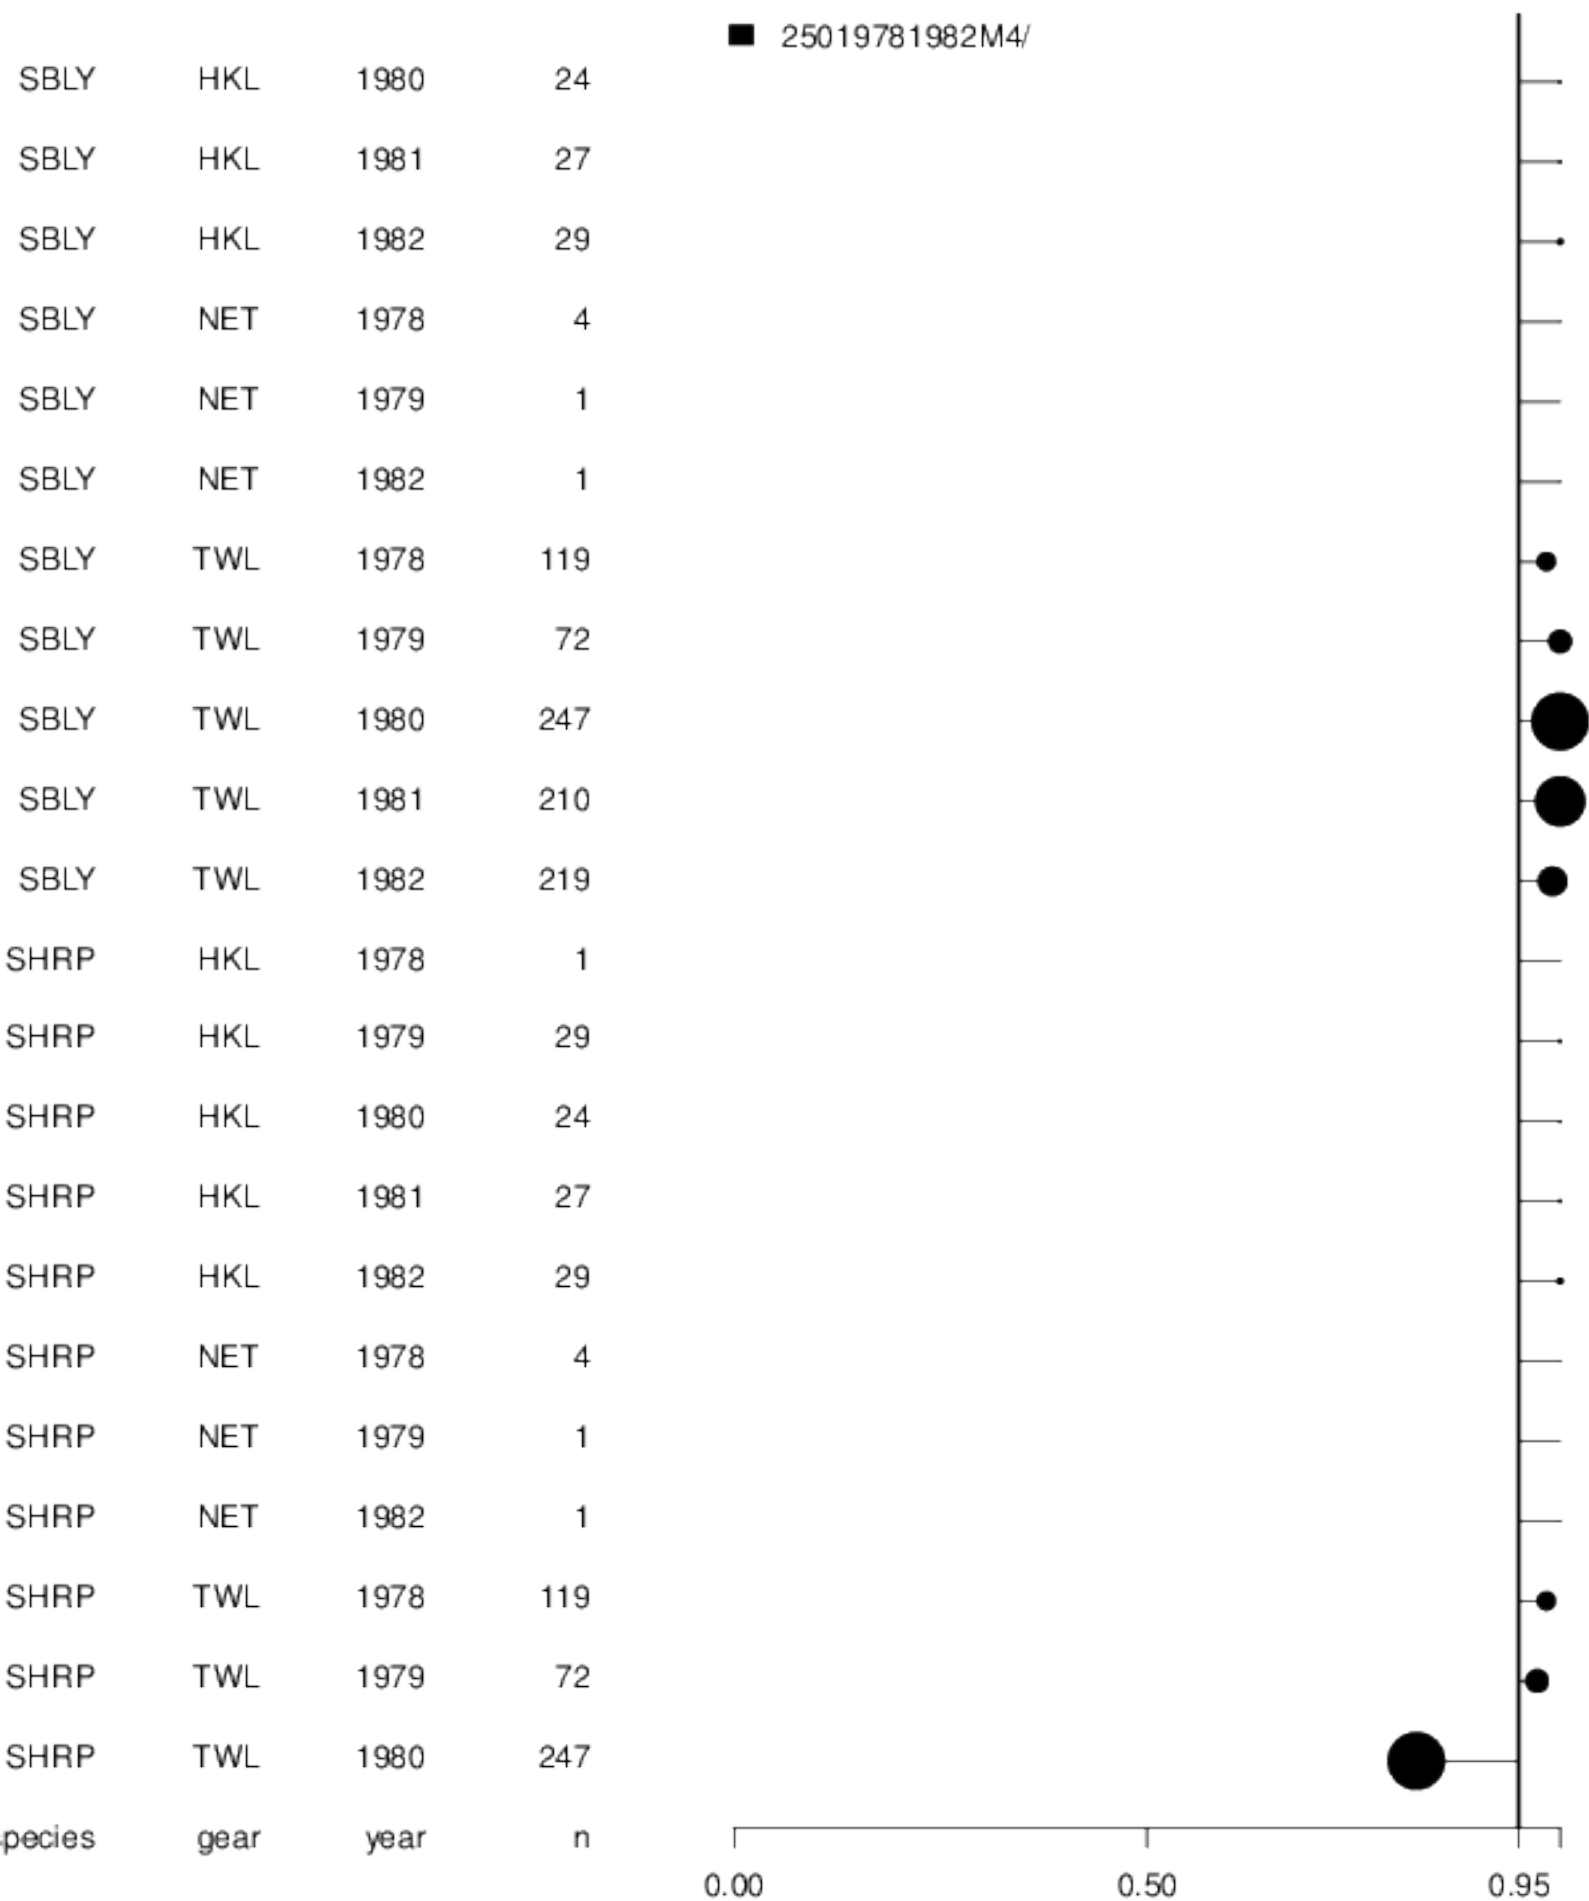 25019781982M4/
SBLY HKL 1980 24
SBLY HKL 1981 27
SBLY HKL 1982 29
SBLY NET 1978 4
SBLY NET 1979 1
SBLY NET 1982 1
SBLY TWL 1978 119
SBLY TWL 1979 72
SBLY TWL 1980 247
SBLY TWL 1981 210
SBLY TWL 1982 219
SHRP HKL 1978 1
SHRP HKL 1979 29
SHRP HKL 1980 24
SHRP HKL 1981 27
SHRP HKL 1982 29
SHRP NET 1978 4
SHRP NET 1979 1
SHRP NET 1982 1
SHRP TWL 1978 119
SHRP TWL 1979 72
SHRP TWL 1980 247
pecies gear year n
0.00 0.50 0.95